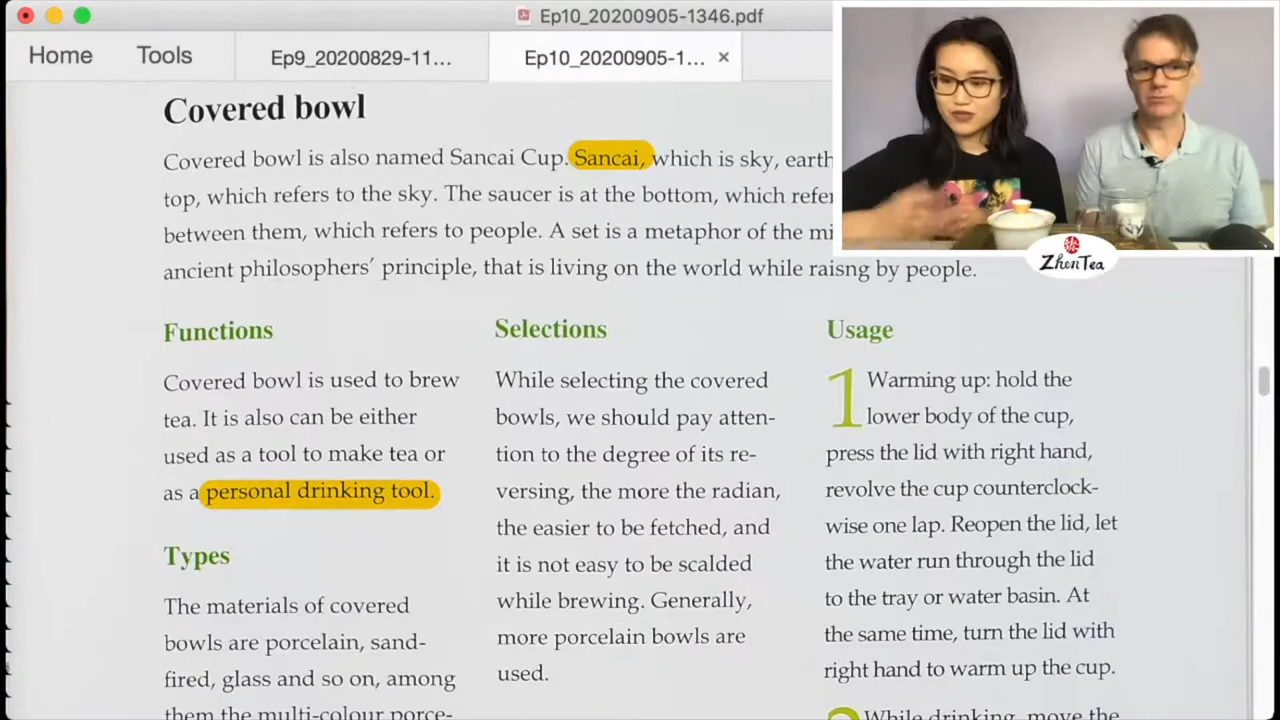 Ep10_20200905-1346.pdf
Home
Tools
Ep9_20200829-11...
Ep10_20200905-1...
×
Covered bowl
Covered bowl is also named Sancai Cup. Sancai, which is sky, earth
top, which refers to the sky. The saucer is at the bottom, which
between them, which refers to people. A set is a metaphor of the
ancient philosophers' principle, that is living on the world while raisng by people.
Functions
Covered bowl is used to brew
tea. It is also can be either
used as a tool to make tea or
as a personal drinking tool.
Types
The materials of covered
bowls are porcelain, sand-
fired, glass and so on, among
them the multi-colour porce-
Selections
While selecting the covered
bowls, we should pay atten-
tion to the degree of its re-
versing, the more the radian,
the easier to be fetched, and
it is not easy to be scalded
while brewing. Generally,
more porcelain bowls are
used.
Usage
1 Warming up: hold the
lower body of the cup,
press the lid with right hand,
revolve the cup counterclock-
wise one lap. Reopen the lid, let
the water run through the lid
to the tray or water basin. At
the same time, turn the lid with
right hand to warm up the cup.
2 While drinking, move the
ZhenTea